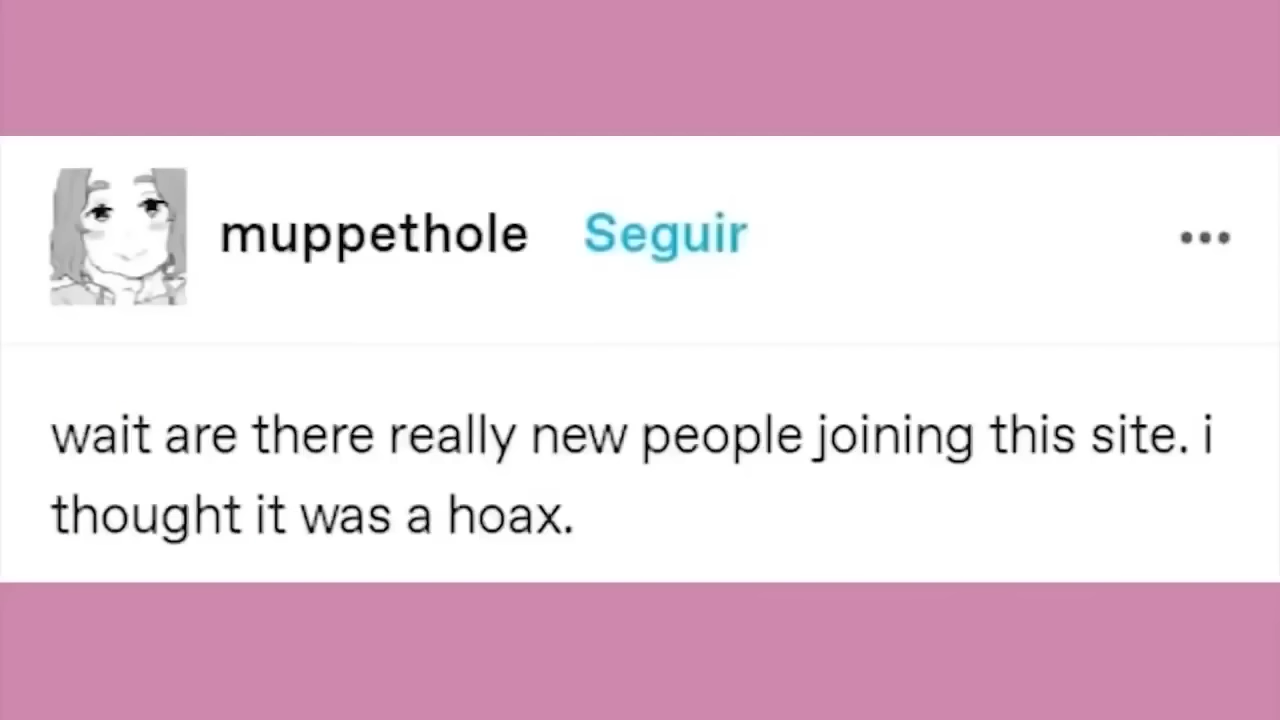 muppethole Seguir
wait are there really new people joining this site. i
thought it was a hoax.